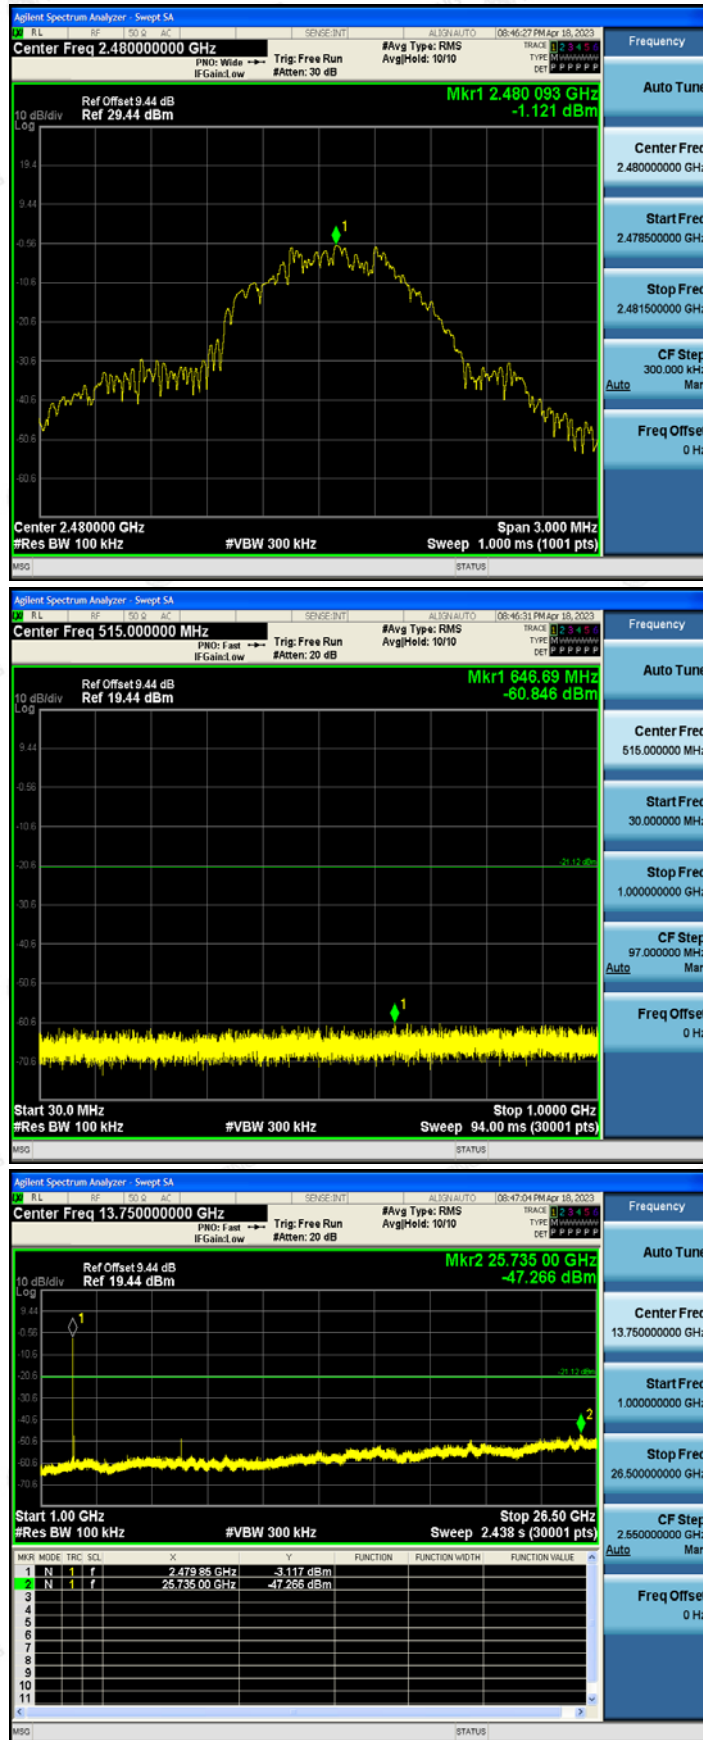 Agilent Spectrum Analyzer - Swept SA
RL RF 50 Ω AC SENSE:INT ALIGNAUTO 08:46:27 PM Apr 18, 2023
Center Freq 2.480000000 GHz
PNO: Wide
IFGain:Low
Trig: Free Run
#Atten: 30 dB
#Avg Type: RMS
Avg|Hold: 10/10
TRACE 1 2 3 4 5 6
TYPE M
DET P P P P P P
Ref Offset 9.44 dB
Ref 29.44 dBm
10 dB/div
Log
Mkr1 2.480 093 GHz
-1.121 dBm
19.4
9.44
-0.56
-10.6
-20.6
-30.6
-40.6
-50.6
-60.6
1
Center 2.480000 GHz
#Res BW 100 kHz
#VBW 300 kHz
Span 3.000 MHz
Sweep 1.000 ms (1001 pts)
MSG
STATUS
Frequency
Auto Tune
Center Freq
2.480000000 GHz
Start Freq
2.478500000 GHz
Stop Freq
2.481500000 GHz
CF Step
300.000 kHz
Auto Man
Freq Offset
0 Hz
Agilent Spectrum Analyzer - Swept SA
RL RF 50 Ω AC SENSE:INT ALIGNAUTO 08:46:31 PM Apr 18, 2023
Center Freq 515.000000 MHz
PNO: Fast
IFGain:Low
Trig: Free Run
#Atten: 20 dB
#Avg Type: RMS
Avg|Hold: 10/10
TRACE 1 2 3 4 5 6
TYPE M
DET P P P P P P
Ref Offset 9.44 dB
Ref 19.44 dBm
10 dB/div
Log
Mkr1 646.69 MHz
-60.846 dBm
9.44
-0.56
-10.6
-20.6
-30.6
-40.6
-50.6
-60.6
-70.6
-21.12 dBm
1
Start 30.0 MHz
#Res BW 100 kHz
#VBW 300 kHz
Stop 1.0000 GHz
Sweep 94.00 ms (30001 pts)
MSG
STATUS
Frequency
Auto Tune
Center Freq
515.000000 MHz
Start Freq
30.000000 MHz
Stop Freq
1.000000000 GHz
CF Step
97.000000 MHz
Auto Man
Freq Offset
0 Hz
Agilent Spectrum Analyzer - Swept SA
RL RF 50 Ω AC SENSE:INT ALIGNAUTO 08:47:04 PM Apr 18, 2023
Center Freq 13.750000000 GHz
PNO: Fast
IFGain:Low
Trig: Free Run
#Atten: 20 dB
#Avg Type: RMS
Avg|Hold: 10/10
TRACE 1 2 3 4 5 6
TYPE M
DET P P P P P P
Ref Offset 9.44 dB
Ref 19.44 dBm
10 dB/div
Log
Mkr2 25.735 00 GHz
-47.266 dBm
9.44
-0.56
-10.6
-20.6
-30.6
-40.6
-50.6
-60.6
-70.6
-21.12 dBm
1
2
Start 1.00 GHz
#Res BW 100 kHz
#VBW 300 kHz
Stop 26.50 GHz
Sweep 2.438 s (30001 pts)
MKR MODE TRC SCL X Y FUNCTION FUNCTION WIDTH FUNCTION VALUE
1 N 1 f 2.479 85 GHz -3.117 dBm
2 N 1 f 25.735 00 GHz -47.266 dBm
3
4
5
6
7
8
9
10
11
MSG
STATUS
Frequency
Auto Tune
Center Freq
13.750000000 GHz
Start Freq
1.000000000 GHz
Stop Freq
26.500000000 GHz
CF Step
2.550000000 GHz
Auto Man
Freq Offset
0 Hz